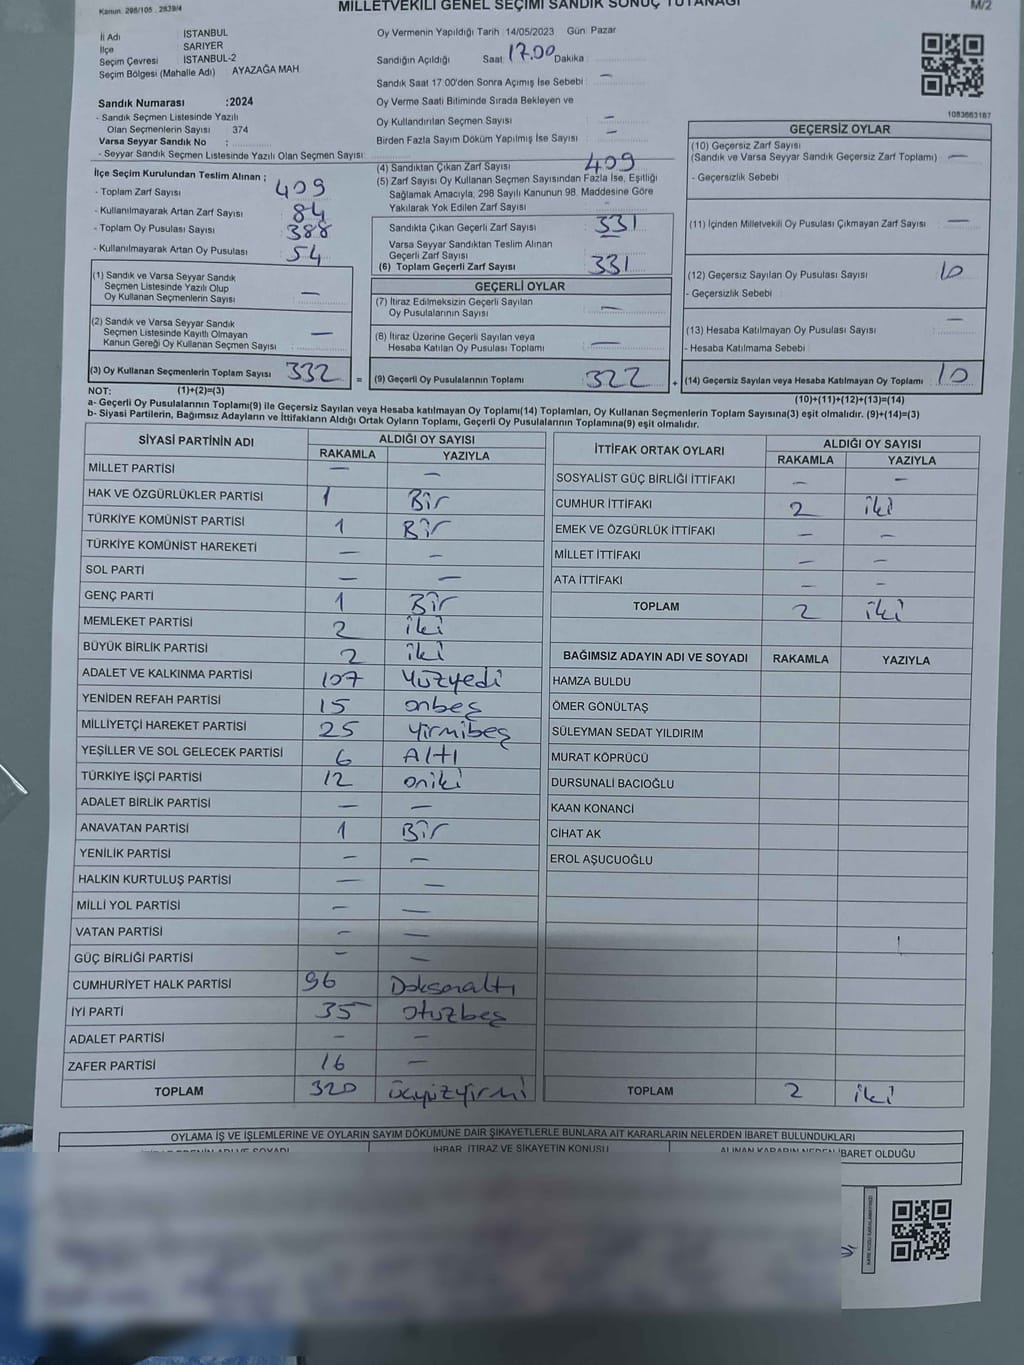 Kanun: 298/105 , 2839/4
MİLLETVEKİLİ GENEL SEÇİMİ SANDIK SONUÇ TUTANAĞI
M/2
İl Adı İSTANBUL
İlçe SARIYER
Seçim Çevresi İSTANBUL-2
Seçim Bölgesi (Mahalle Adı) AYAZAĞA MAH
Sandık Numarası :2024
- Sandık Seçmen Listesinde Yazılı
Olan Seçmenlerin Sayısı : 374
Varsa Seyyar Sandık No :
- Seyyar Sandık Seçmen Listesinde Yazılı Olan Seçmen Sayısı
İlçe Seçim Kurulundan Teslim Alınan ;
- Toplam Zarf Sayısı 409
- Kullanılmayarak Artan Zarf Sayısı 84
- Toplam Oy Pusulası Sayısı 388
- Kullanılmayarak Artan Oy Pusulası 54
(1) Sandık ve Varsa Seyyar Sandık
Seçmen Listesinde Yazılı Olup
Oy Kullanan Seçmenlerin Sayısı —
(2) Sandık ve Varsa Seyyar Sandık
Seçmen Listesinde Kayıtlı Olmayan
Kanun Gereği Oy Kullanan Seçmen Sayısı —
(3) Oy Kullanan Seçmenlerin Toplam Sayısı 332 =
Oy Vermenin Yapıldığı Tarih : 14/05/2023 Gün: Pazar
Sandığın Açıldığı Saat 17.00 Dakika
Sandık Saat 17:00'den Sonra Açımış İse Sebebi : —
Oy Verme Saati Bitiminde Sırada Bekleyen ve
Oy Kullandırılan Seçmen Sayısı : —
Birden Fazla Sayım Döküm Yapılmış İse Sayısı : —
(4) Sandıktan Çıkan Zarf Sayısı 409
(5) Zarf Sayısı Oy Kullanan Seçmen Sayısından Fazla İse, Eşitliği
Sağlamak Amacıyla; 298 Sayılı Kanunun 98. Maddesine Göre
Yakılarak Yok Edilen Zarf Sayısı
Sandıkta Çıkan Geçerli Zarf Sayısı 331
Varsa Seyyar Sandıktan Teslim Alınan
Geçerli Zarf Sayısı
(6) Toplam Geçerli Zarf Sayısı 331
GEÇERLİ OYLAR
(7) İtiraz Edilmeksizin Geçerli Sayılan
Oy Pusulalarının Sayısı —
(8) İtiraz Üzerine Geçerli Sayılan veya
Hesaba Katılan Oy Pusulası Toplamı —
(9) Geçerli Oy Pusulalarının Toplamı 322 +
1083663187
GEÇERSİZ OYLAR
(10) Geçersiz Zarf Sayısı
(Sandık ve Varsa Seyyar Sandık Geçersiz Zarf Toplamı) —
- Geçersizlik Sebebi
(11) İçinden Milletvekili Oy Pusulası Çıkmayan Zarf Sayısı —
(12) Geçersiz Sayılan Oy Pusulası Sayısı 10
- Geçersizlik Sebebi
(13) Hesaba Katılmayan Oy Pusulası Sayısı —
- Hesaba Katılmama Sebebi
(14) Geçersiz Sayılan veya Hesaba Katılmayan Oy Toplamı 10
NOT: (1)+(2)=(3) (10)+(11)+(12)+(13)=(14)
a- Geçerli Oy Pusulalarının Toplamı(9) ile Geçersiz Sayılan veya Hesaba katılmayan Oy Toplamı(14) Toplamları, Oy Kullanan Seçmenlerin Toplam Sayısına(3) eşit olmalıdır. (9)+(14)=(3)
b- Siyasi Partilerin, Bağımsız Adayların ve İttifakların Aldığı Ortak Oyların Toplamı, Geçerli Oy Pusulalarının Toplamına(9) eşit olmalıdır.
SİYASİ PARTİNİN ADI ALDIĞI OY SAYISI
RAKAMLA YAZIYLA
MİLLET PARTİSİ — —
HAK VE ÖZGÜRLÜKLER PARTİSİ 1 Bir
TÜRKİYE KOMÜNİST PARTİSİ 1 Bir
TÜRKİYE KOMÜNİST HAREKETİ — —
SOL PARTİ — —
GENÇ PARTİ 1 Bir
MEMLEKET PARTİSİ 2 iki
BÜYÜK BİRLİK PARTİSİ 2 iki
ADALET VE KALKINMA PARTİSİ 107 Yüzyedi
YENİDEN REFAH PARTİSİ 15 onbeş
MİLLİYETÇİ HAREKET PARTİSİ 25 yirmibeş
YEŞİLLER VE SOL GELECEK PARTİSİ 6 Altı
TÜRKİYE İŞÇİ PARTİSİ 12 oniki
ADALET BİRLİK PARTİSİ — —
ANAVATAN PARTİSİ 1 Bir
YENİLİK PARTİSİ — —
HALKIN KURTULUŞ PARTİSİ — —
MİLLİ YOL PARTİSİ — —
VATAN PARTİSİ — —
GÜÇ BİRLİĞİ PARTİSİ — —
CUMHURİYET HALK PARTİSİ 96 Doksanaltı
İYİ PARTİ 35 otuzbeş
ADALET PARTİSİ — —
ZAFER PARTİSİ 16 —
TOPLAM 320 üçyüzyirmi
İTTİFAK ORTAK OYLARI ALDIĞI OY SAYISI
RAKAMLA YAZIYLA
SOSYALİST GÜÇ BİRLİĞİ İTTİFAKI — —
CUMHUR İTTİFAKI 2 iki
EMEK VE ÖZGÜRLÜK İTTİFAKI — —
MİLLET İTTİFAKI — —
ATA İTTİFAKI — —
TOPLAM 2 iki
BAĞIMSIZ ADAYIN ADI VE SOYADI RAKAMLA YAZIYLA
HAMZA BULDU
ÖMER GÖNÜLTAŞ
SÜLEYMAN SEDAT YILDIRIM
MURAT KÖPRÜCÜ
DURSUNALİ BACIOĞLU
KAAN KONANCİ
CİHAT AK
EROL AŞUCUOĞLU
TOPLAM 2 iki
OYLAMA İŞ VE İŞLEMLERİNE VE OYLARIN SAYIM DÖKÜMÜNE DAİR ŞİKAYETLERLE BUNLARA AİT KARARLARIN NELERDEN İBARET BULUNDUKLARI
İHBAR, İTİRAZ VE ŞİKAYETİN KONUSU ALINAN KARARIN NEDEN İBARET OLDUĞU